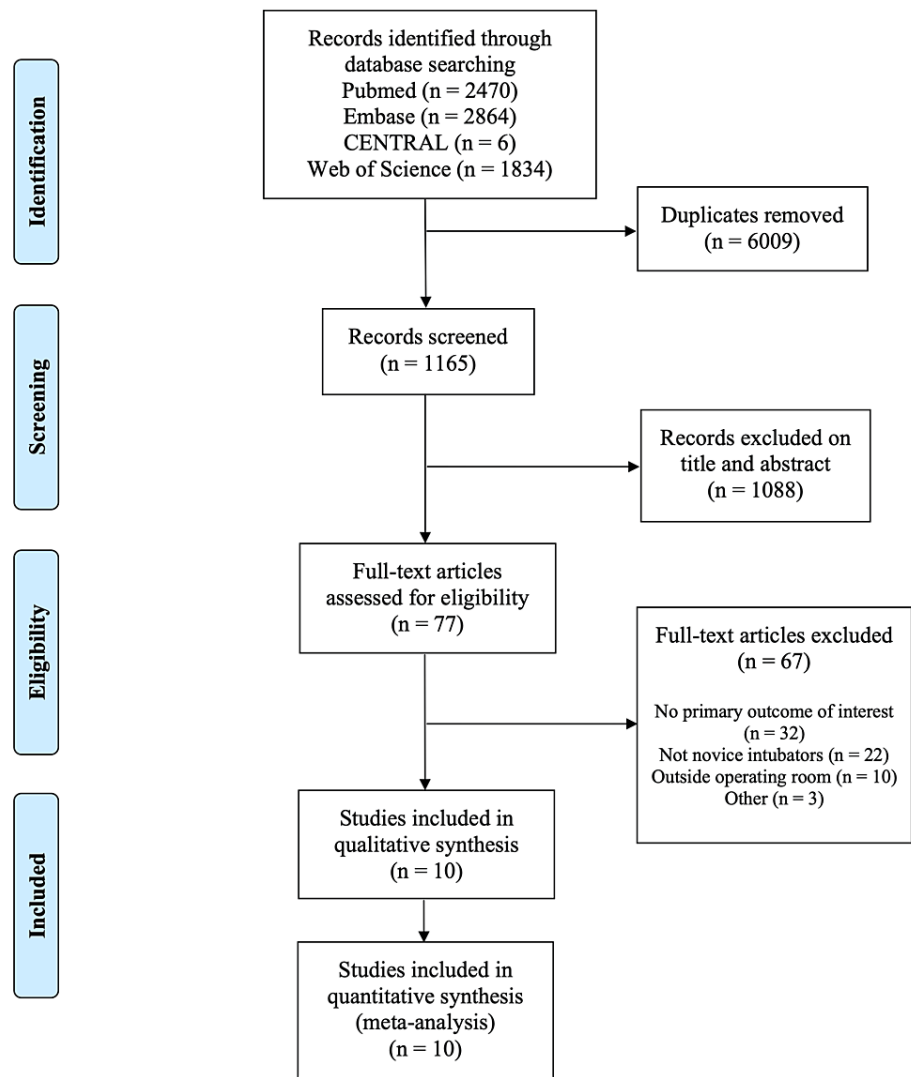 Identification
Records identified through
database searching
Pubmed (n = 2470)
Embase (n = 2864)
CENTRAL (n = 6)
Web of Science (n = 1834)
Duplicates removed
(n = 6009)
Screening
Records screened
(n = 1165)
Records excluded on
title and abstract
(n = 1088)
Eligibility
Full-text articles
assessed for eligibility
(n = 77)
Full-text articles excluded
(n = 67)
No primary outcome of interest
(n = 32)
Not novice intubators (n = 22)
Outside operating room (n = 10)
Other (n = 3)
Included
Studies included in
qualitative synthesis
(n = 10)
Studies included in
quantitative synthesis
(meta-analysis)
(n = 10)